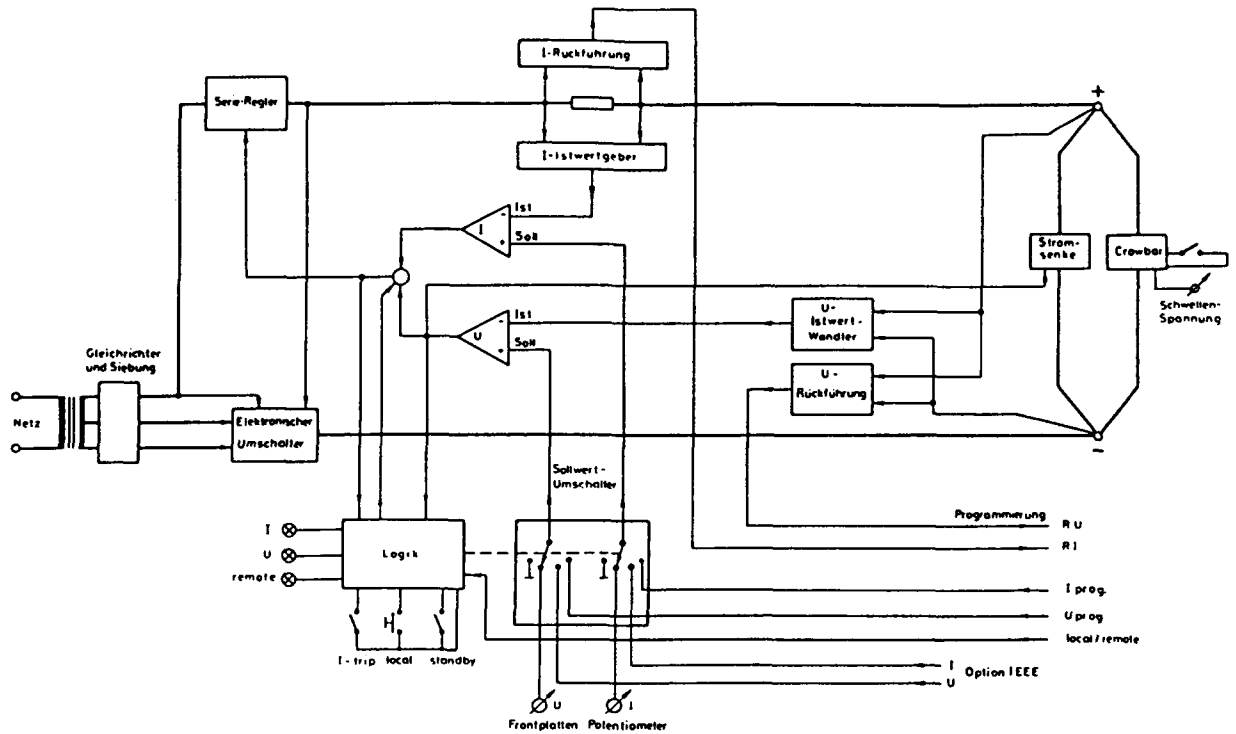 I-Rückführung
Serie-Regler
+
I-Istwertgeber
- Ist
I
+ Soll
Strom-
senke
Crowbar
Schwellen-
Spannung
- Ist
U
+ Soll
U-
Istwert-
Wandler
U-
Rückführung
Gleichrichter
und Siebung
Netz
Elektronischer
Umschalter
-
Sollwert-
Umschalter
Programmierung
RU
RI
I
U
remote
Logik
I prog.
U prog
local/remote
I-trip
local
standby
I
U
Option IEEE
U
I
Frontplatten Potentiometer